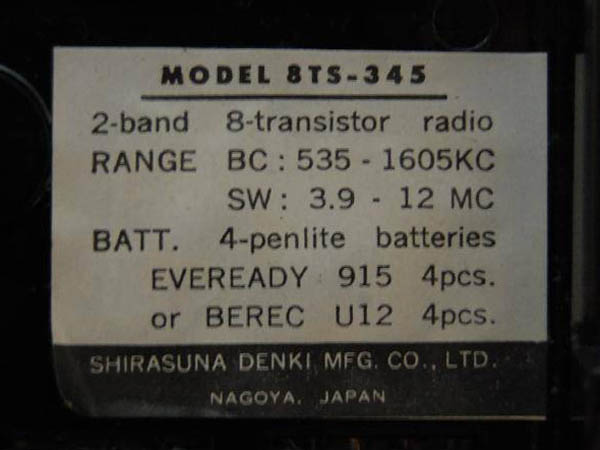 MODEL 8TS-345
2-band 8-transistor radio
RANGE BC : 535 - 1605KC
SW : 3.9 - 12 MC
BATT. 4-penlite batteries
EVEREADY 915 4pcs.
or BEREC U12 4pcs.
SHIRASUNA DENKI MFG. CO., LTD.
NAGOYA, JAPAN